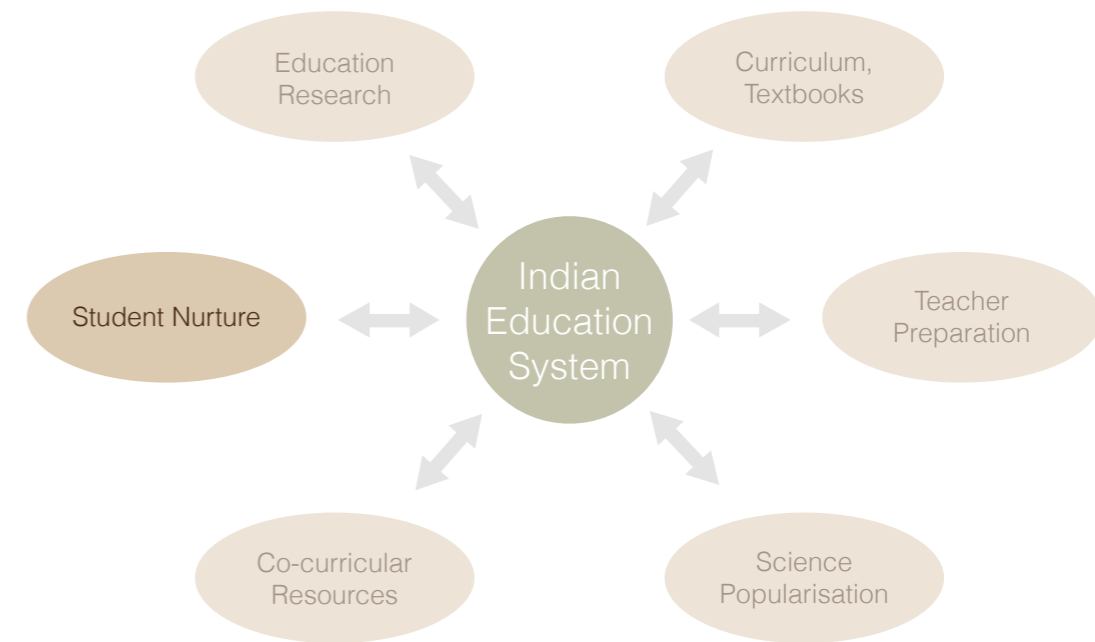 Education
Research
Curriculum,
Textbooks
Student Nurture
Indian
Education
System
Teacher
Preparation
Co-curricular
Resources
Science
Popularisation